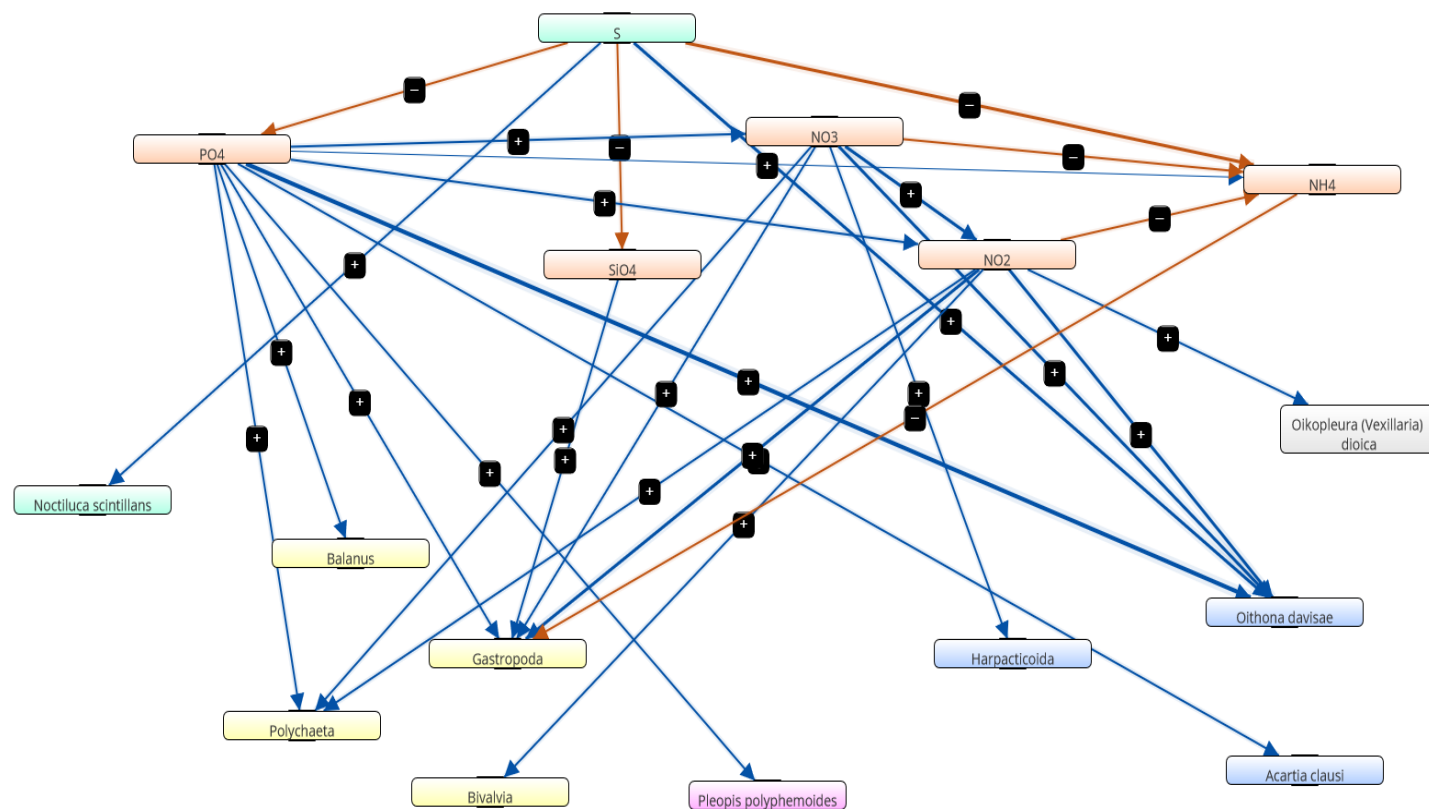 S
–
–
NO3
PO4
+
–
–
+
NH4
+
+
–
NO2
SiO4
+
+
+
+
+
+
+
+
+
–
Oikopleura (Vexillaria)
dioica
+
+
+
+
+
+
+
Noctiluca scintillans
+
Balanus
Oithona davisae
Gastropoda
Harpacticoida
Polychaeta
Acartia clausi
Bivalvia
Pleopis polyphemoides